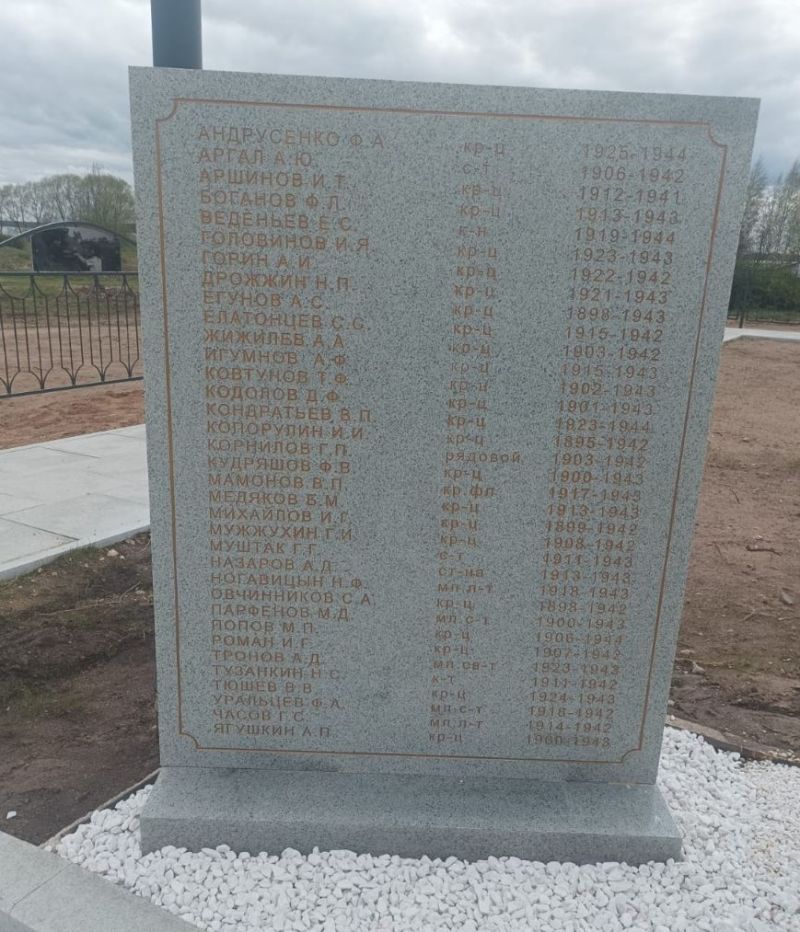 АНДРУСЕНКО Ф.А кр-ц 1925-1944
АРГАЛ А.Ю. с-т 1906-1942
АРШИНОВ И.Т. кр-ц 1912-1941
БОГАНОВ Ф.Л. кр-ц 1913-1943
ВЕДЕНЬЕВ Е.С. к-н 1919-1944
ГОЛОВИНОВ И.Я кр-ц 1923-1943
ГОРИН А.И. кр-ц 1922-1942
ДРОЖЖИН Н.П. кр-ц 1921-1943
ЕГУНОВ А.С. кр-ц 1898-1943
ЕЛАТОНЦЕВ С.С. кр-ц 1915-1942
ЖИЖИЛЕВ А.А кр-ц 1903-1942
ИГУМНОВ А.Ф кр-ц 1915-1943
КОВТУНОВ Т.Ф. кр-ц 1902-1943
КОДОЛОВ Д.Ф. кр-ц 1901-1943
КОНДРАТЬЕВ В.П. кр-ц 1923-1944
КОПОРУЛИН И.И. кр-ц 1895-1942
КОРНИЛОВ Г.П. рядовой 1903-1942
КУДРЯШОВ Ф.В. кр-ц 1900-1943
МАМОНОВ В.П. кр.фл 1917-1943
МЕДЯКОВ Б.М. кр-ц 1913-1943
МИХАЙЛОВ И.Г. кр-ц 1899-1942
МУЖЖУХИН Г.И кр-ц 1908-1942
МУШТАК Г.Г. с-т 1911-1943
НАЗАРОВ А.Д. ст-на 1913-1943
НОГАВИЦЫН Н.Ф. мл.л-т 1918-1943
ОВЧИННИКОВ С.А кр-ц 1898-1942
ПАРФЕНОВ М.Д. мл.с-т 1900-1943
ПОПОВ М.П. кр-ц 1906-1944
РОМАН И.Г. кр-ц 1907-1942
ТРОНОВ А.Д. мл.св-т 1923-1943
ТУЗАНКИН Н.С. к-т 1911-1942
ТЮШЕВ В.В кр-ц 1924-1943
УРАЛЬЦЕВ Ф.А. мл.с-т 1918-1942
ЧАСОВ Г.С. мл.л-т 1914-1942
ЯГУШКИН А.П. кр-ц 1960-1943